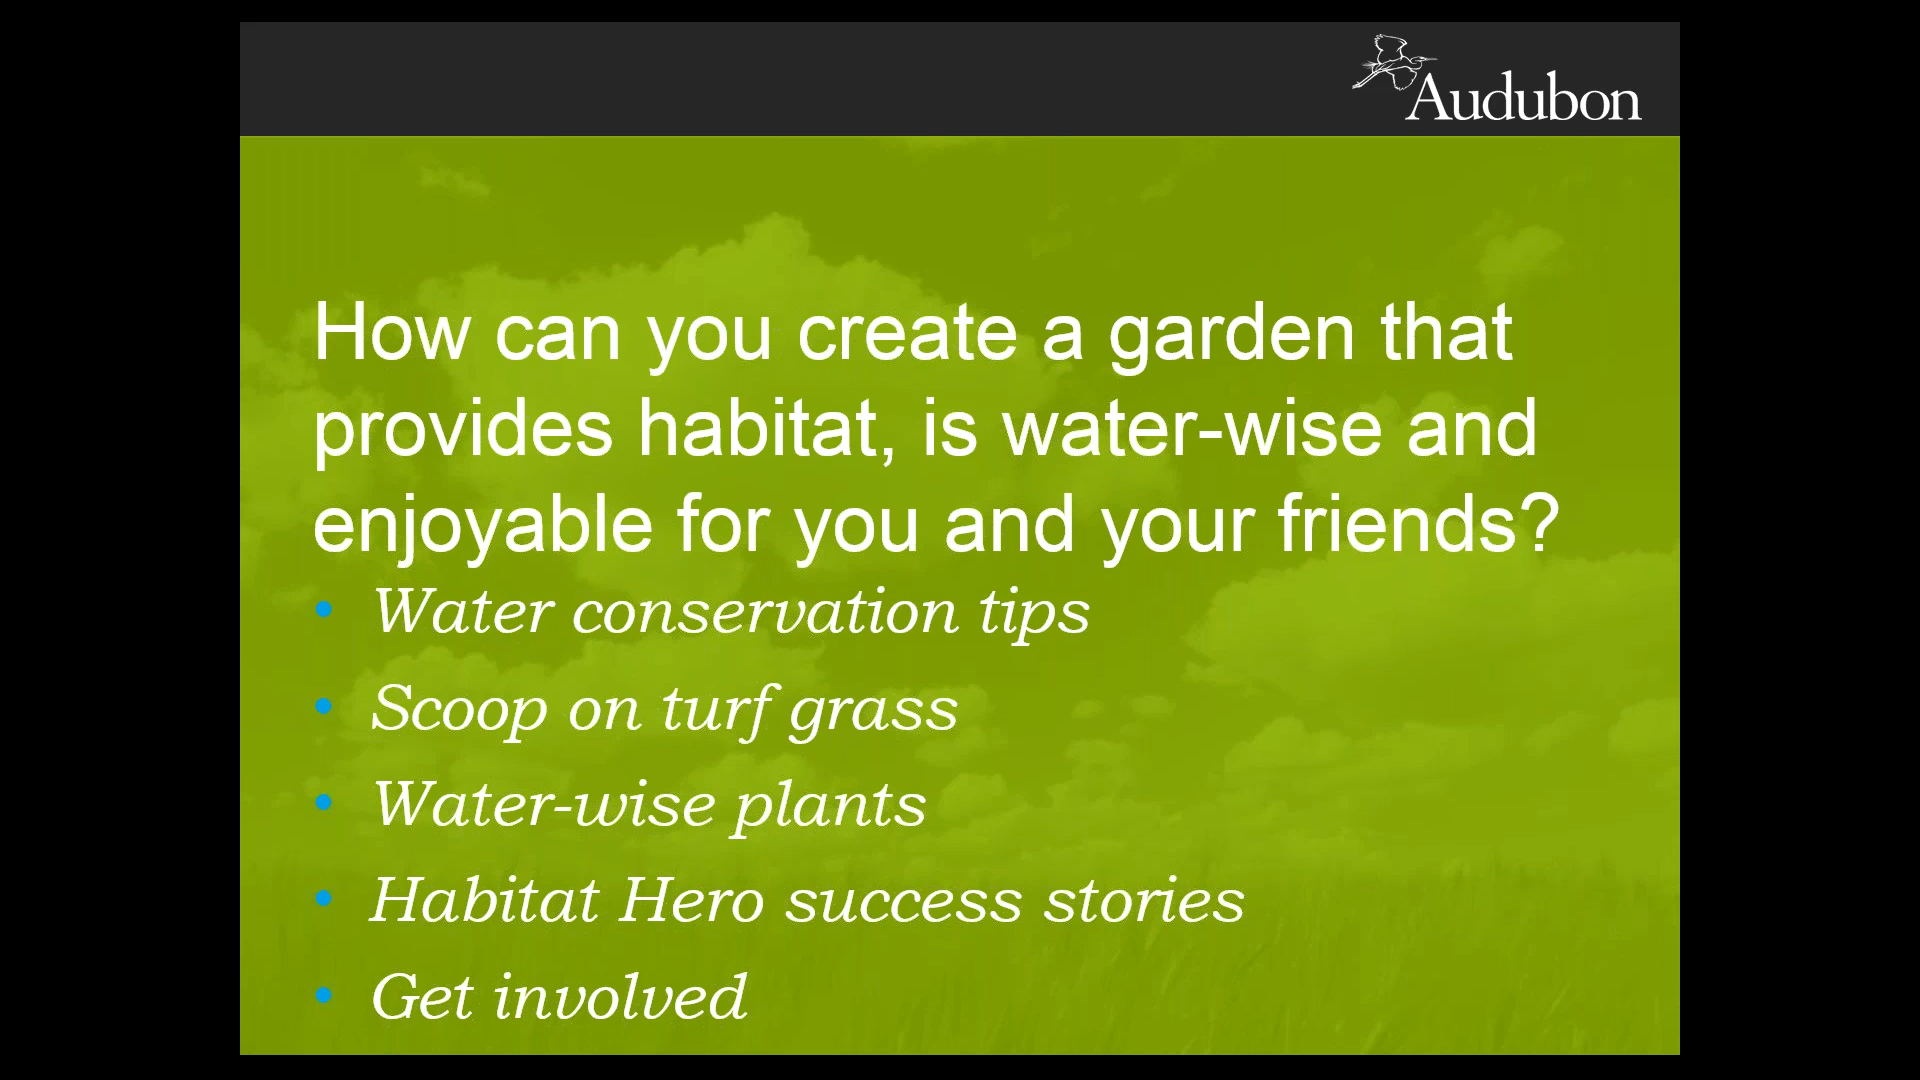 Audubon
How can you create a garden that
provides habitat, is water-wise and
enjoyable for you and your friends?
• Water conservation tips
• Scoop on turf grass
• Water-wise plants
• Habitat Hero success stories
• Get involved